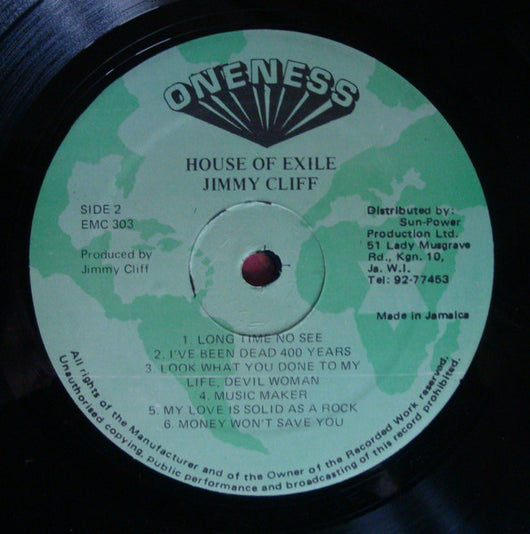 ONENESS
HOUSE OF EXILE
JIMMY CLIFF
SIDE 2
EMC 303
Produced by
Jimmy Cliff
Distributed by:
Sun-Power
Production Ltd.
51 Lady Musgrave
Rd., Kgn. 10,
Ja. W.I.
Tel: 92-77453
Made in Jamaica
1. LONG TIME NO SEE
2. I'VE BEEN DEAD 400 YEARS
3. LOOK WHAT YOU DONE TO MY
LIFE, DEVIL WOMAN
4. MUSIC MAKER
5. MY LOVE IS SOLID AS A ROCK
6. MONEY WON'T SAVE YOU
All rights of the Manufacturer and of the Owner of the Recorded Work reserved.
Unauthorised copying, public performance and broadcasting of this record prohibited.